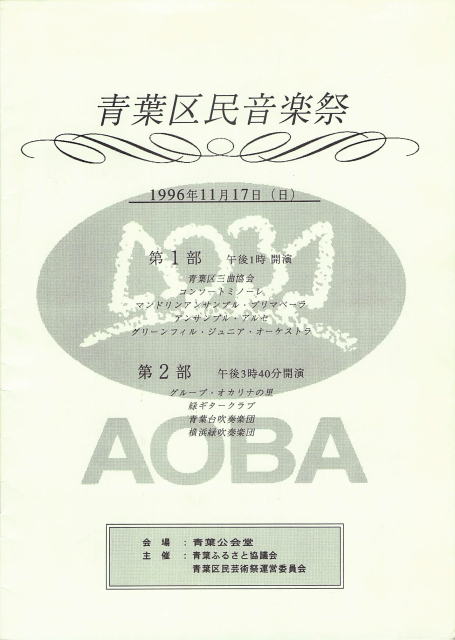 青葉区民音楽祭
1996年11月17日（日）
第1部　午後1時 開演
青葉区三曲協会
コンソートミノーレ
マンドリンアンサンブル・プリマベーラ
アンサンブル・アルセ
グリーンフィル・ジュニア・オーケストラ
第2部　午後3時40分開演
グループ・オカリナの里
緑ギタークラブ
青葉台吹奏楽団
横浜緑吹奏楽団
AOBA
会　場　：青葉公会堂
主　催　：青葉ふるさと協議会
青葉区民芸術祭運営委員会